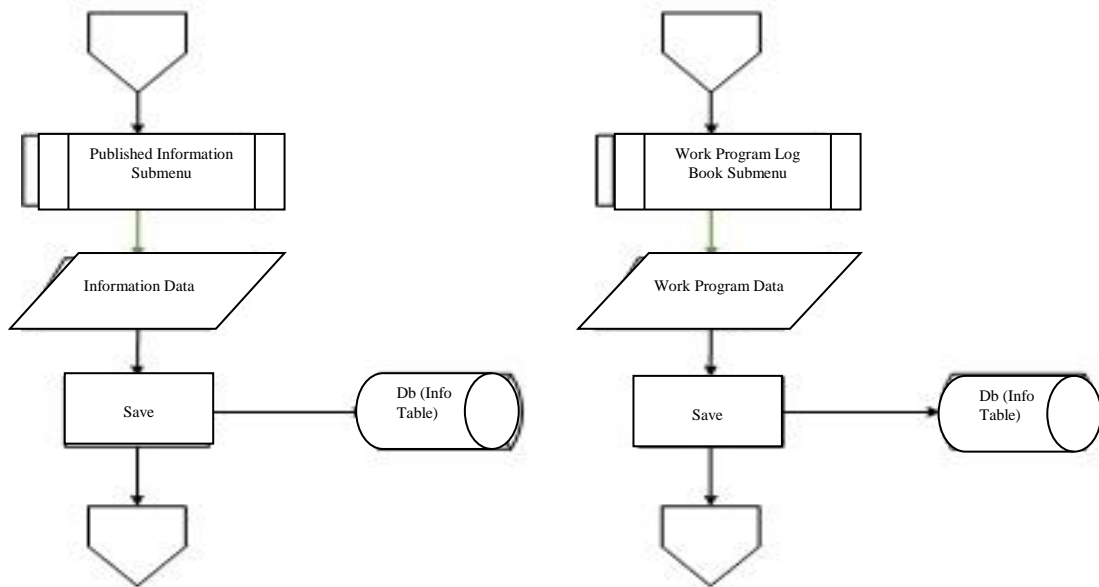 Published Information
Submenu
Information Data
Save
Db (Info
Table)
Work Program Log
Book Submenu
Work Program Data
Save
Db (Info
Table)